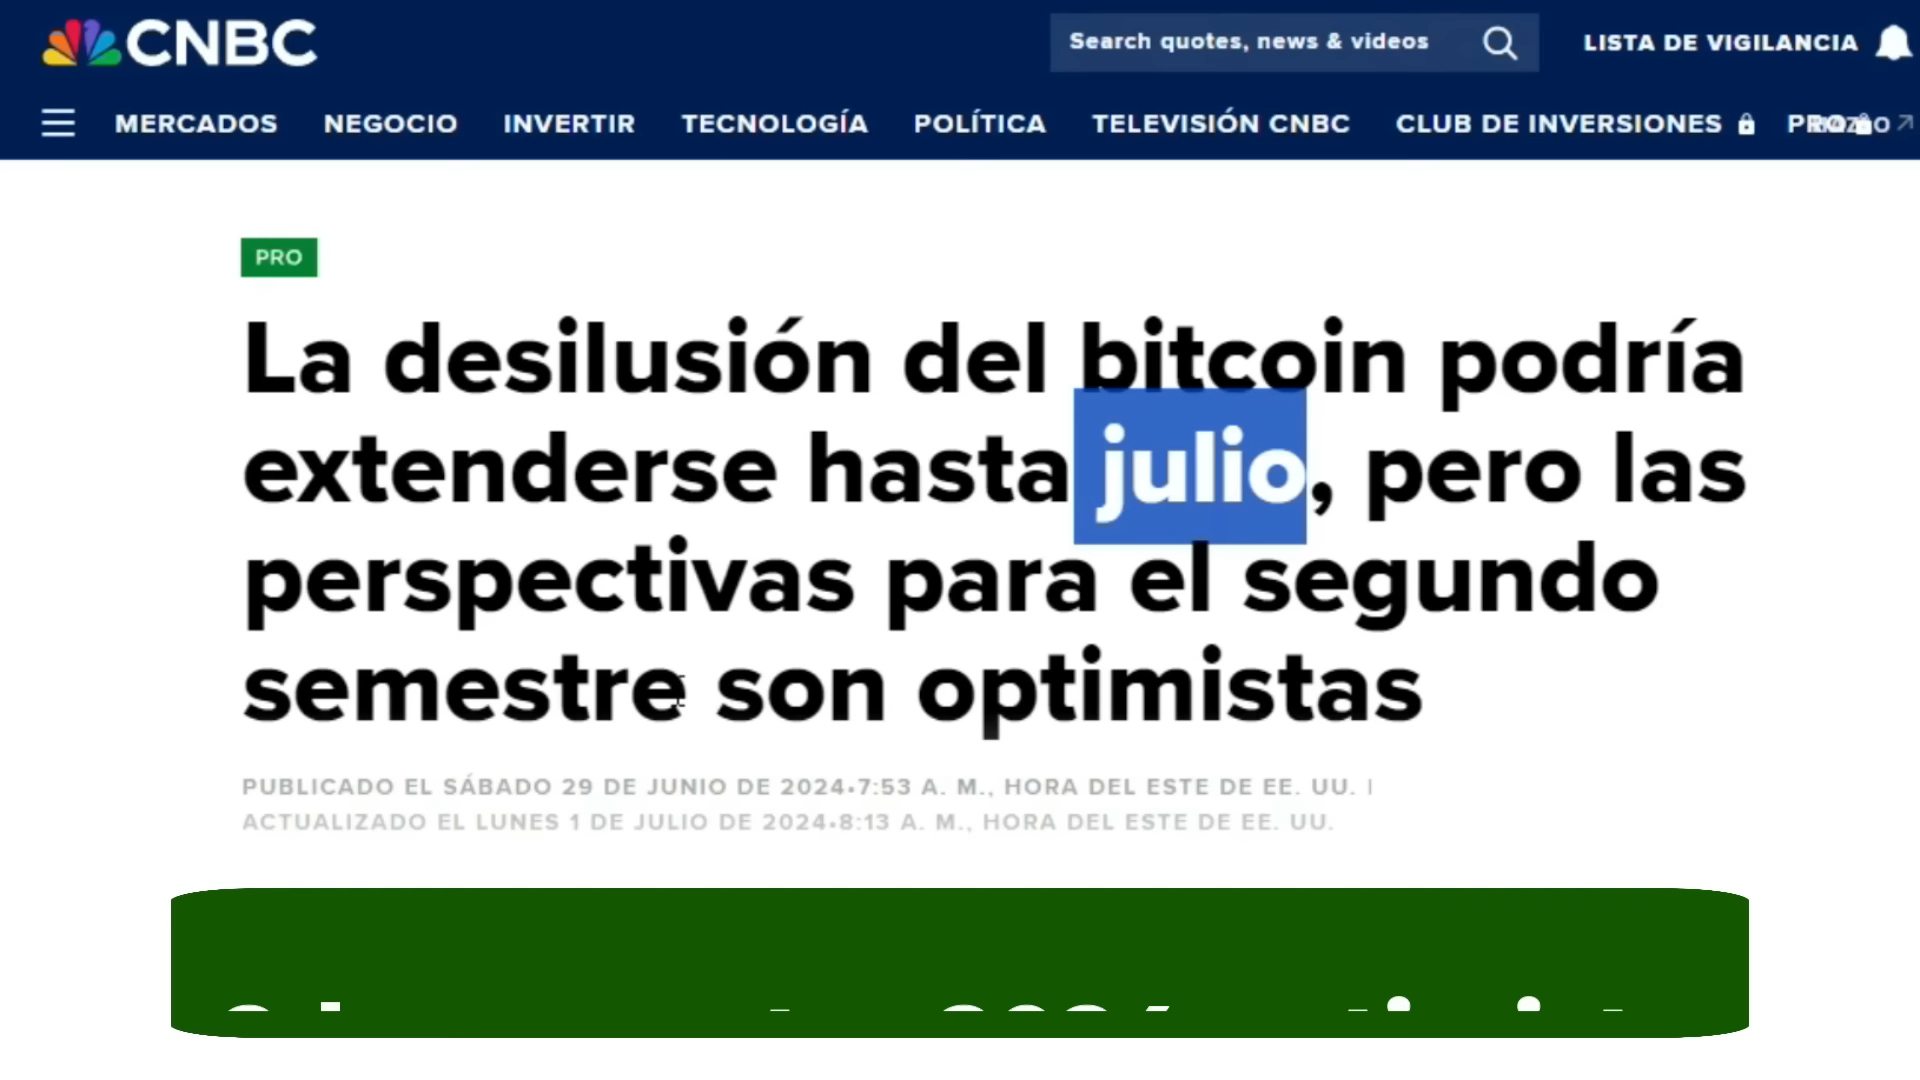 CNBC
Search quotes, news & videos
LISTA DE VIGILANCIA
MERCADOS NEGOCIO INVERTIR TECNOLOGÍA POLÍTICA TELEVISIÓN CNBC CLUB DE INVERSIONES PRO
PRO
La desilusión del bitcoin podría
extenderse hasta julio, pero las
perspectivas para el segundo
semestre son optimistas
PUBLICADO EL SÁBADO 29 DE JUNIO DE 2024•7:53 A. M., HORA DEL ESTE DE EE. UU. |
ACTUALIZADO EL LUNES 1 DE JULIO DE 2024•8:13 A. M., HORA DEL ESTE DE EE. UU.